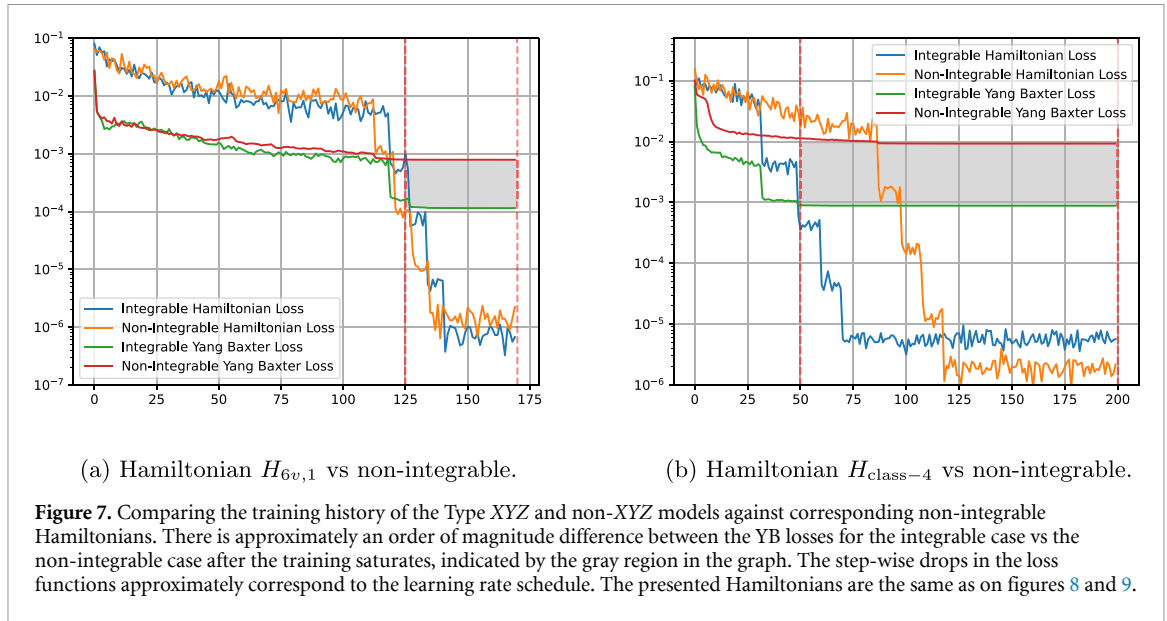 10⁻¹
10⁻²
10⁻³
10⁻⁴
10⁻⁵
10⁻⁶
10⁻⁷
Integrable Hamiltonian Loss
Non-Integrable Hamiltonian Loss
Integrable Yang Baxter Loss
Non-Integrable Yang Baxter Loss
0 25 50 75 100 125 150 175
(a) Hamiltonian H₆ᵥ,₁ vs non-integrable.
10⁻¹
10⁻²
10⁻³
10⁻⁴
10⁻⁵
10⁻⁶
Integrable Hamiltonian Loss
Non-Integrable Hamiltonian Loss
Integrable Yang Baxter Loss
Non-Integrable Yang Baxter Loss
0 25 50 75 100 125 150 175 200
(b) Hamiltonian H_class−4 vs non-integrable.
Figure 7. Comparing the training history of the Type XYZ and non-XYZ models against corresponding non-integrable
Hamiltonians. There is approximately an order of magnitude difference between the YB losses for the integrable case vs the
non-integrable case after the training saturates, indicated by the gray region in the graph. The step-wise drops in the loss
functions approximately correspond to the learning rate schedule. The presented Hamiltonians are the same as on figures 8 and 9.